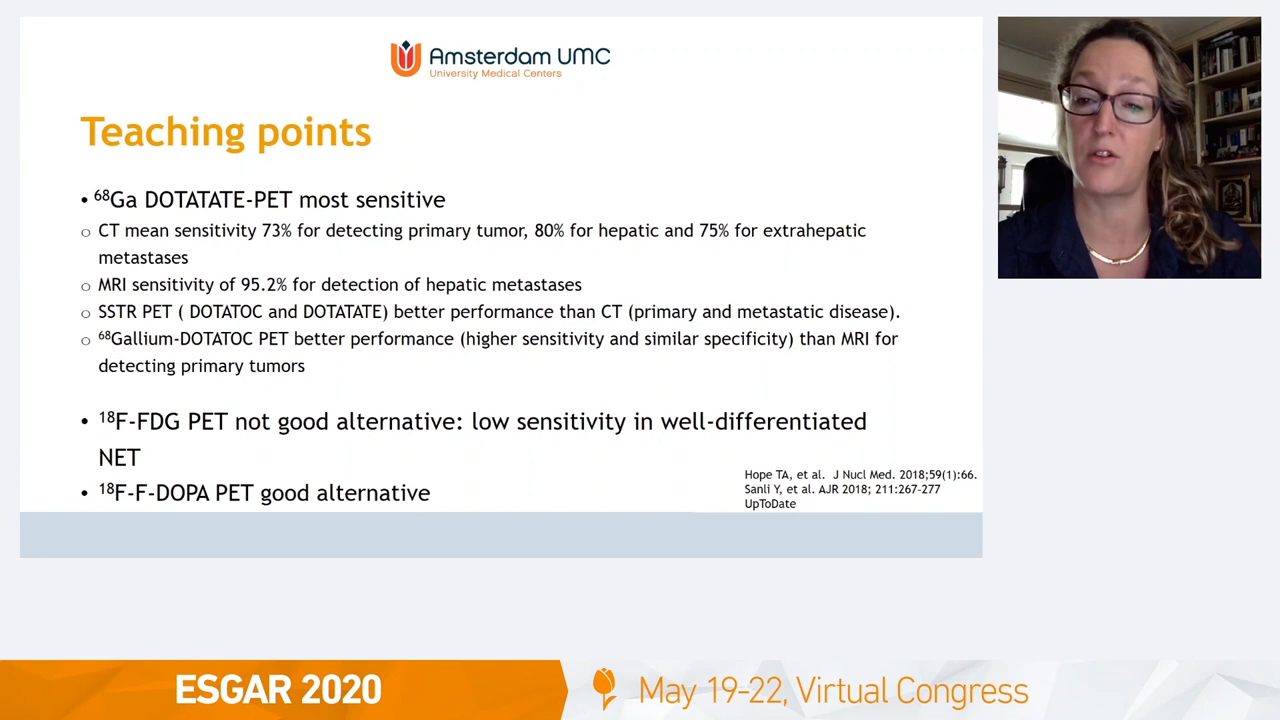 Amsterdam UMC
University Medical Centers
Teaching points
• ⁶⁸Ga DOTATATE-PET most sensitive
o CT mean sensitivity 73% for detecting primary tumor, 80% for hepatic and 75% for extrahepatic
metastases
o MRI sensitivity of 95.2% for detection of hepatic metastases
o SSTR PET ( DOTATOC and DOTATATE) better performance than CT (primary and metastatic disease).
o ⁶⁸Gallium-DOTATOC PET better performance (higher sensitivity and similar specificity) than MRI for
detecting primary tumors
• ¹⁸F-FDG PET not good alternative: low sensitivity in well-differentiated
NET
• ¹⁸F-F-DOPA PET good alternative
Hope TA, et al. J Nucl Med. 2018;59(1):66.
Sanli Y, et al. AJR 2018; 211:267-277
UpToDate
ESGAR 2020
May 19-22, Virtual Congress